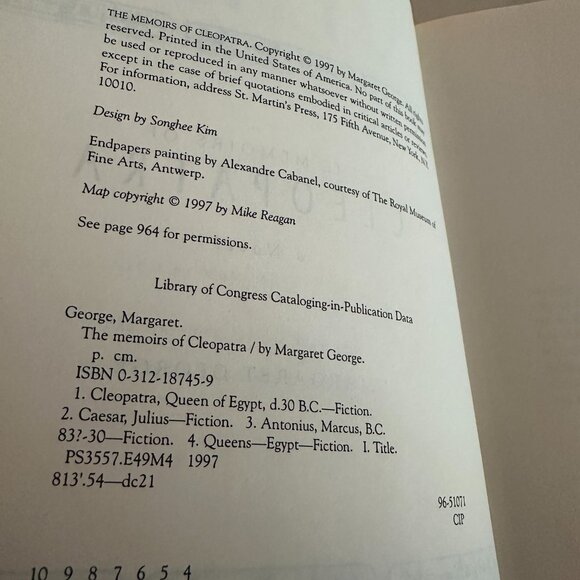 THE MEMOIRS OF CLEOPATRA. Copyright © 1997 by Margaret George. All rights
reserved. Printed in the United States of America. No part of this book may
be used or reproduced in any manner whatsoever without written permission
except in the case of brief quotations embodied in critical articles or reviews.
For information, address St. Martin's Press, 175 Fifth Avenue, New York, N.Y.
10010.
Design by Songhee Kim
Endpapers painting by Alexandre Cabanel, courtesy of The Royal Museum of
Fine Arts, Antwerp.
Map copyright © 1997 by Mike Reagan
See page 964 for permissions.
Library of Congress Cataloging-in-Publication Data
George, Margaret.
The memoirs of Cleopatra / by Margaret George.
p. cm.
ISBN 0-312-18745-9
1. Cleopatra, Queen of Egypt, d.30 B.C.—Fiction.
2. Caesar, Julius—Fiction. 3. Antonius, Marcus, B.C.
83?-30—Fiction. 4. Queens—Egypt—Fiction. I. Title.
PS3557.E49M4 1997
813'.54—dc21
96-51071
CIP
10 9 8 7 6 5 4